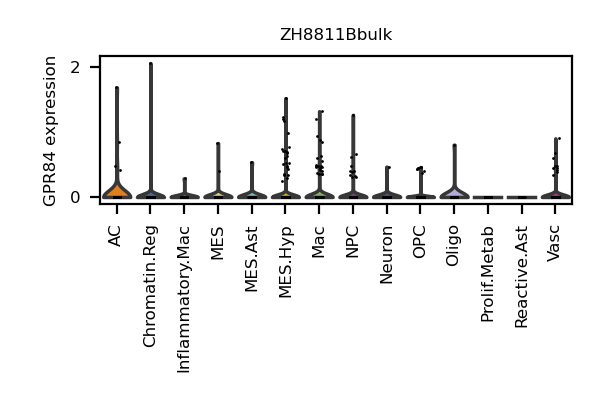 ZH8811Bbulk
GPR84 expression
2
0
AC
Chromatin.Reg
Inflammatory.Mac
MES
MES.Ast
MES.Hyp
Mac
NPC
Neuron
OPC
Oligo
Prolif.Metab
Reactive.Ast
Vasc